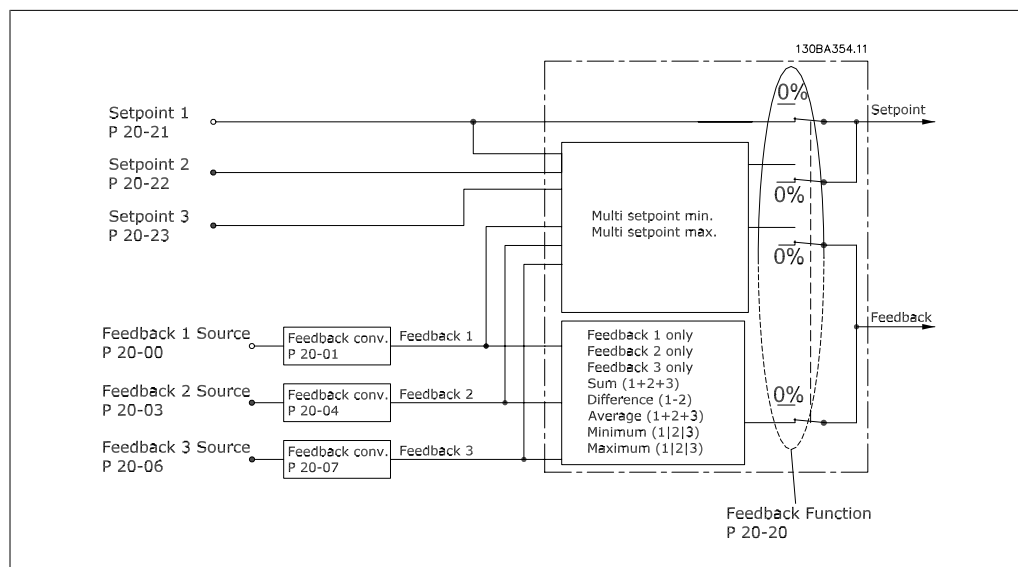 130BA354.11
0%
Setpoint 1
P 20-21
Setpoint
Setpoint 2
P 20-22
0%
Setpoint 3
P 20-23
Multi setpoint min.
Multi setpoint max.
0%
Feedback
Feedback 1 Source
P 20-00
Feedback conv.
P 20-01
Feedback 1
Feedback 2 Source
P 20-03
Feedback conv.
P 20-04
Feedback 2
Feedback 3 Source
P 20-06
Feedback conv.
P 20-07
Feedback 3
Feedback 1 only
Feedback 2 only
Feedback 3 only
Sum (1+2+3)
Difference (1-2)
Average (1+2+3)
Minimum (1|2|3)
Maximum (1|2|3)
0%
Feedback Function
P 20-20